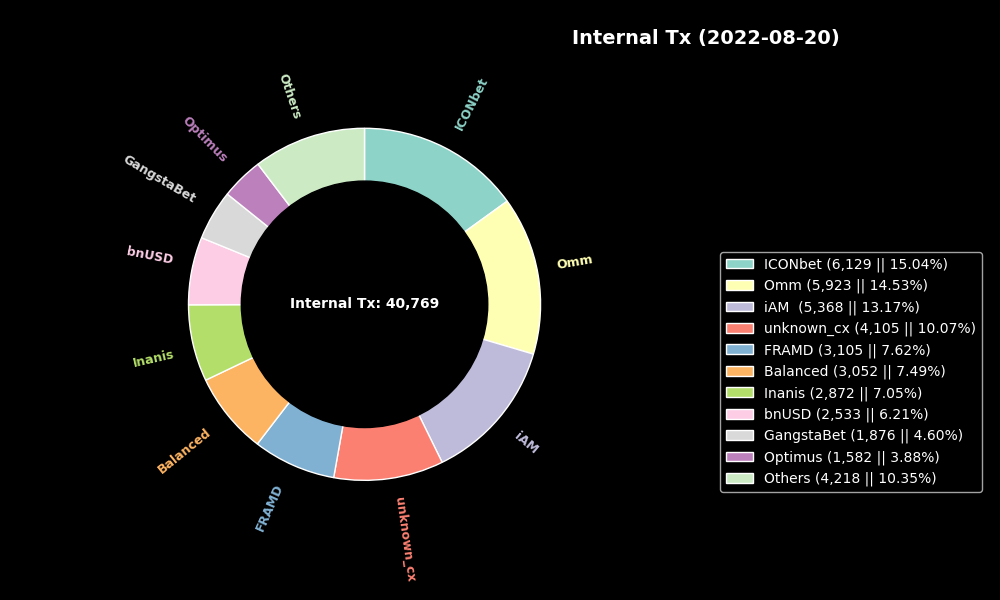 Internal Tx (2022-08-20)
Others
ICONbet
Optimus
GangstaBet
bnUSD
Omm
Internal Tx: 40,769
Inanis
Balanced
iAM
FRAMD
unknown_cx
ICONbet (6,129 || 15.04%)
Omm (5,923 || 14.53%)
iAM  (5,368 || 13.17%)
unknown_cx (4,105 || 10.07%)
FRAMD (3,105 || 7.62%)
Balanced (3,052 || 7.49%)
Inanis (2,872 || 7.05%)
bnUSD (2,533 || 6.21%)
GangstaBet (1,876 || 4.60%)
Optimus (1,582 || 3.88%)
Others (4,218 || 10.35%)